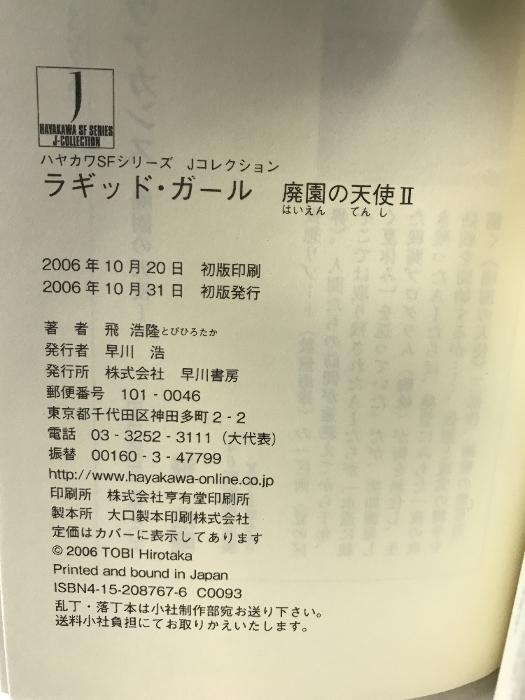 J
HAYAKAWA SF SERIES
J-COLLECTION
ハヤカワSFシリーズ Jコレクション
ラギッド・ガール 廃園の天使Ⅱ
はいえん てんし
2006年10月20日 初版印刷
2006年10月31日 初版発行
著者 飛 浩隆とびひろたか
発行者 早川 浩
発行所 株式会社 早川書房
郵便番号 101-0046
東京都千代田区神田多町2-2
電話 03-3252-3111（大代表）
振替 00160-3-47799
http://www.hayakawa-online.co.jp
印刷所 株式会社亨有堂印刷所
製本所 大口製本印刷株式会社
定価はカバーに表示してあります
© 2006 TOBI Hirotaka
Printed and bound in Japan
ISBN4-15-208767-6 C0093
乱丁・落丁本は小社制作部宛お送り下さい。
送料小社負担にてお取りかえいたします。